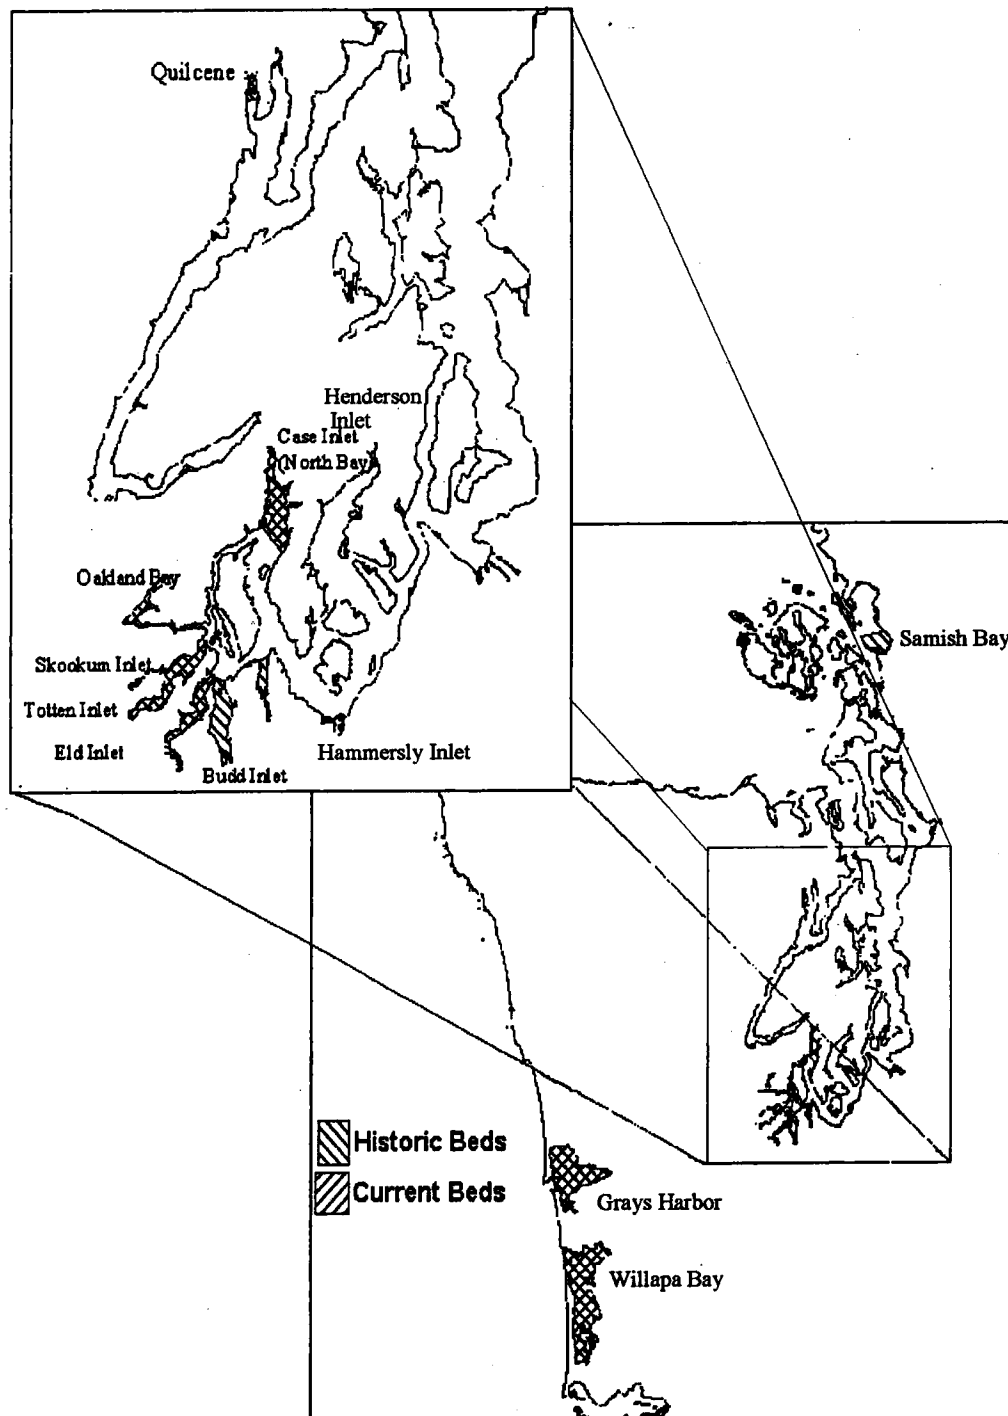 Quilcene
Henderson
Inlet
Case Inlet
(North Bay)
Oakland Bay
Skookum Inlet
Totten Inlet
Eld Inlet
Budd Inlet
Hammersly Inlet
Samish Bay
Historic Beds
Current Beds
Grays Harbor
Willapa Bay